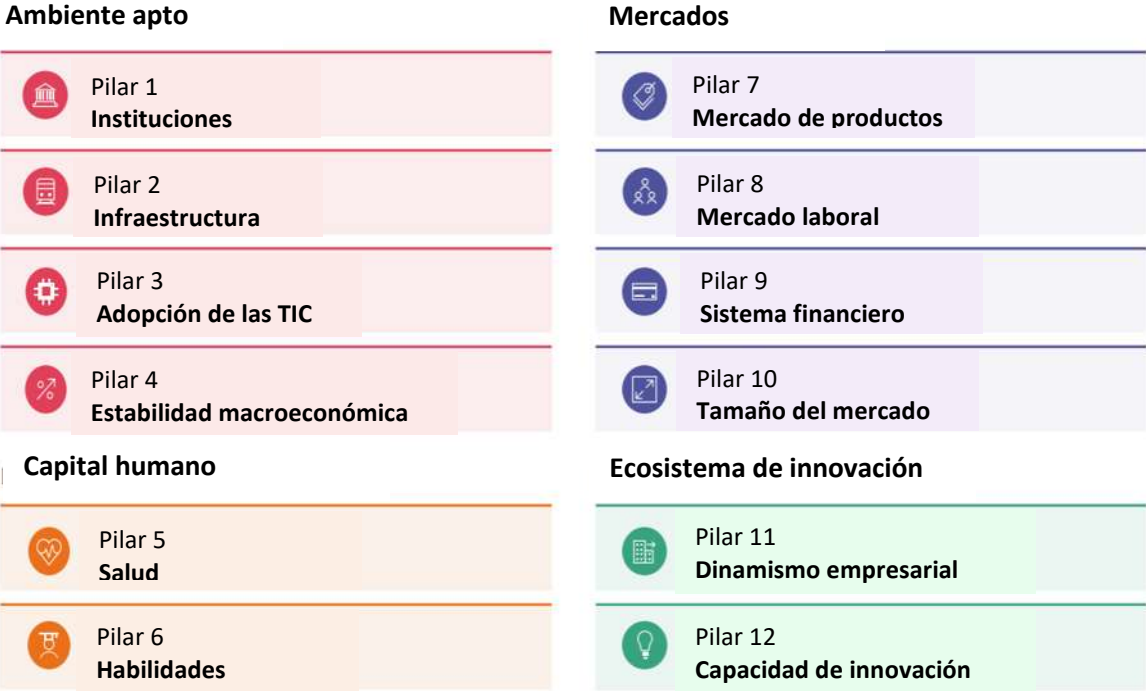 Ambiente apto
Pilar 1
Instituciones
Pilar 2
Infraestructura
Pilar 3
Adopción de las TIC
Pilar 4
Estabilidad macroeconómica
Capital humano
Pilar 5
Salud
Pilar 6
Habilidades
Mercados
Pilar 7
Mercado de productos
Pilar 8
Mercado laboral
Pilar 9
Sistema financiero
Pilar 10
Tamaño del mercado
Ecosistema de innovación
Pilar 11
Dinamismo empresarial
Pilar 12
Capacidad de innovación